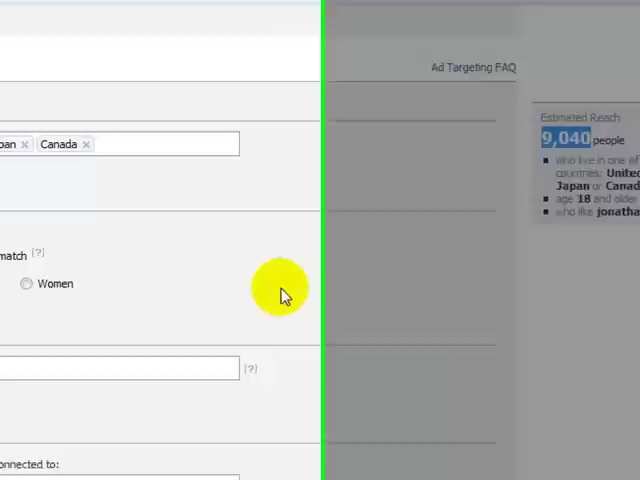 Ad Targeting FAQ
Estimated Reach
9,040 people
who live in one of
countries: United
Japan or Canad
age 18 and older
who like jonatha
pan × Canada ×
match [?]
Women
[?]
onnected to: